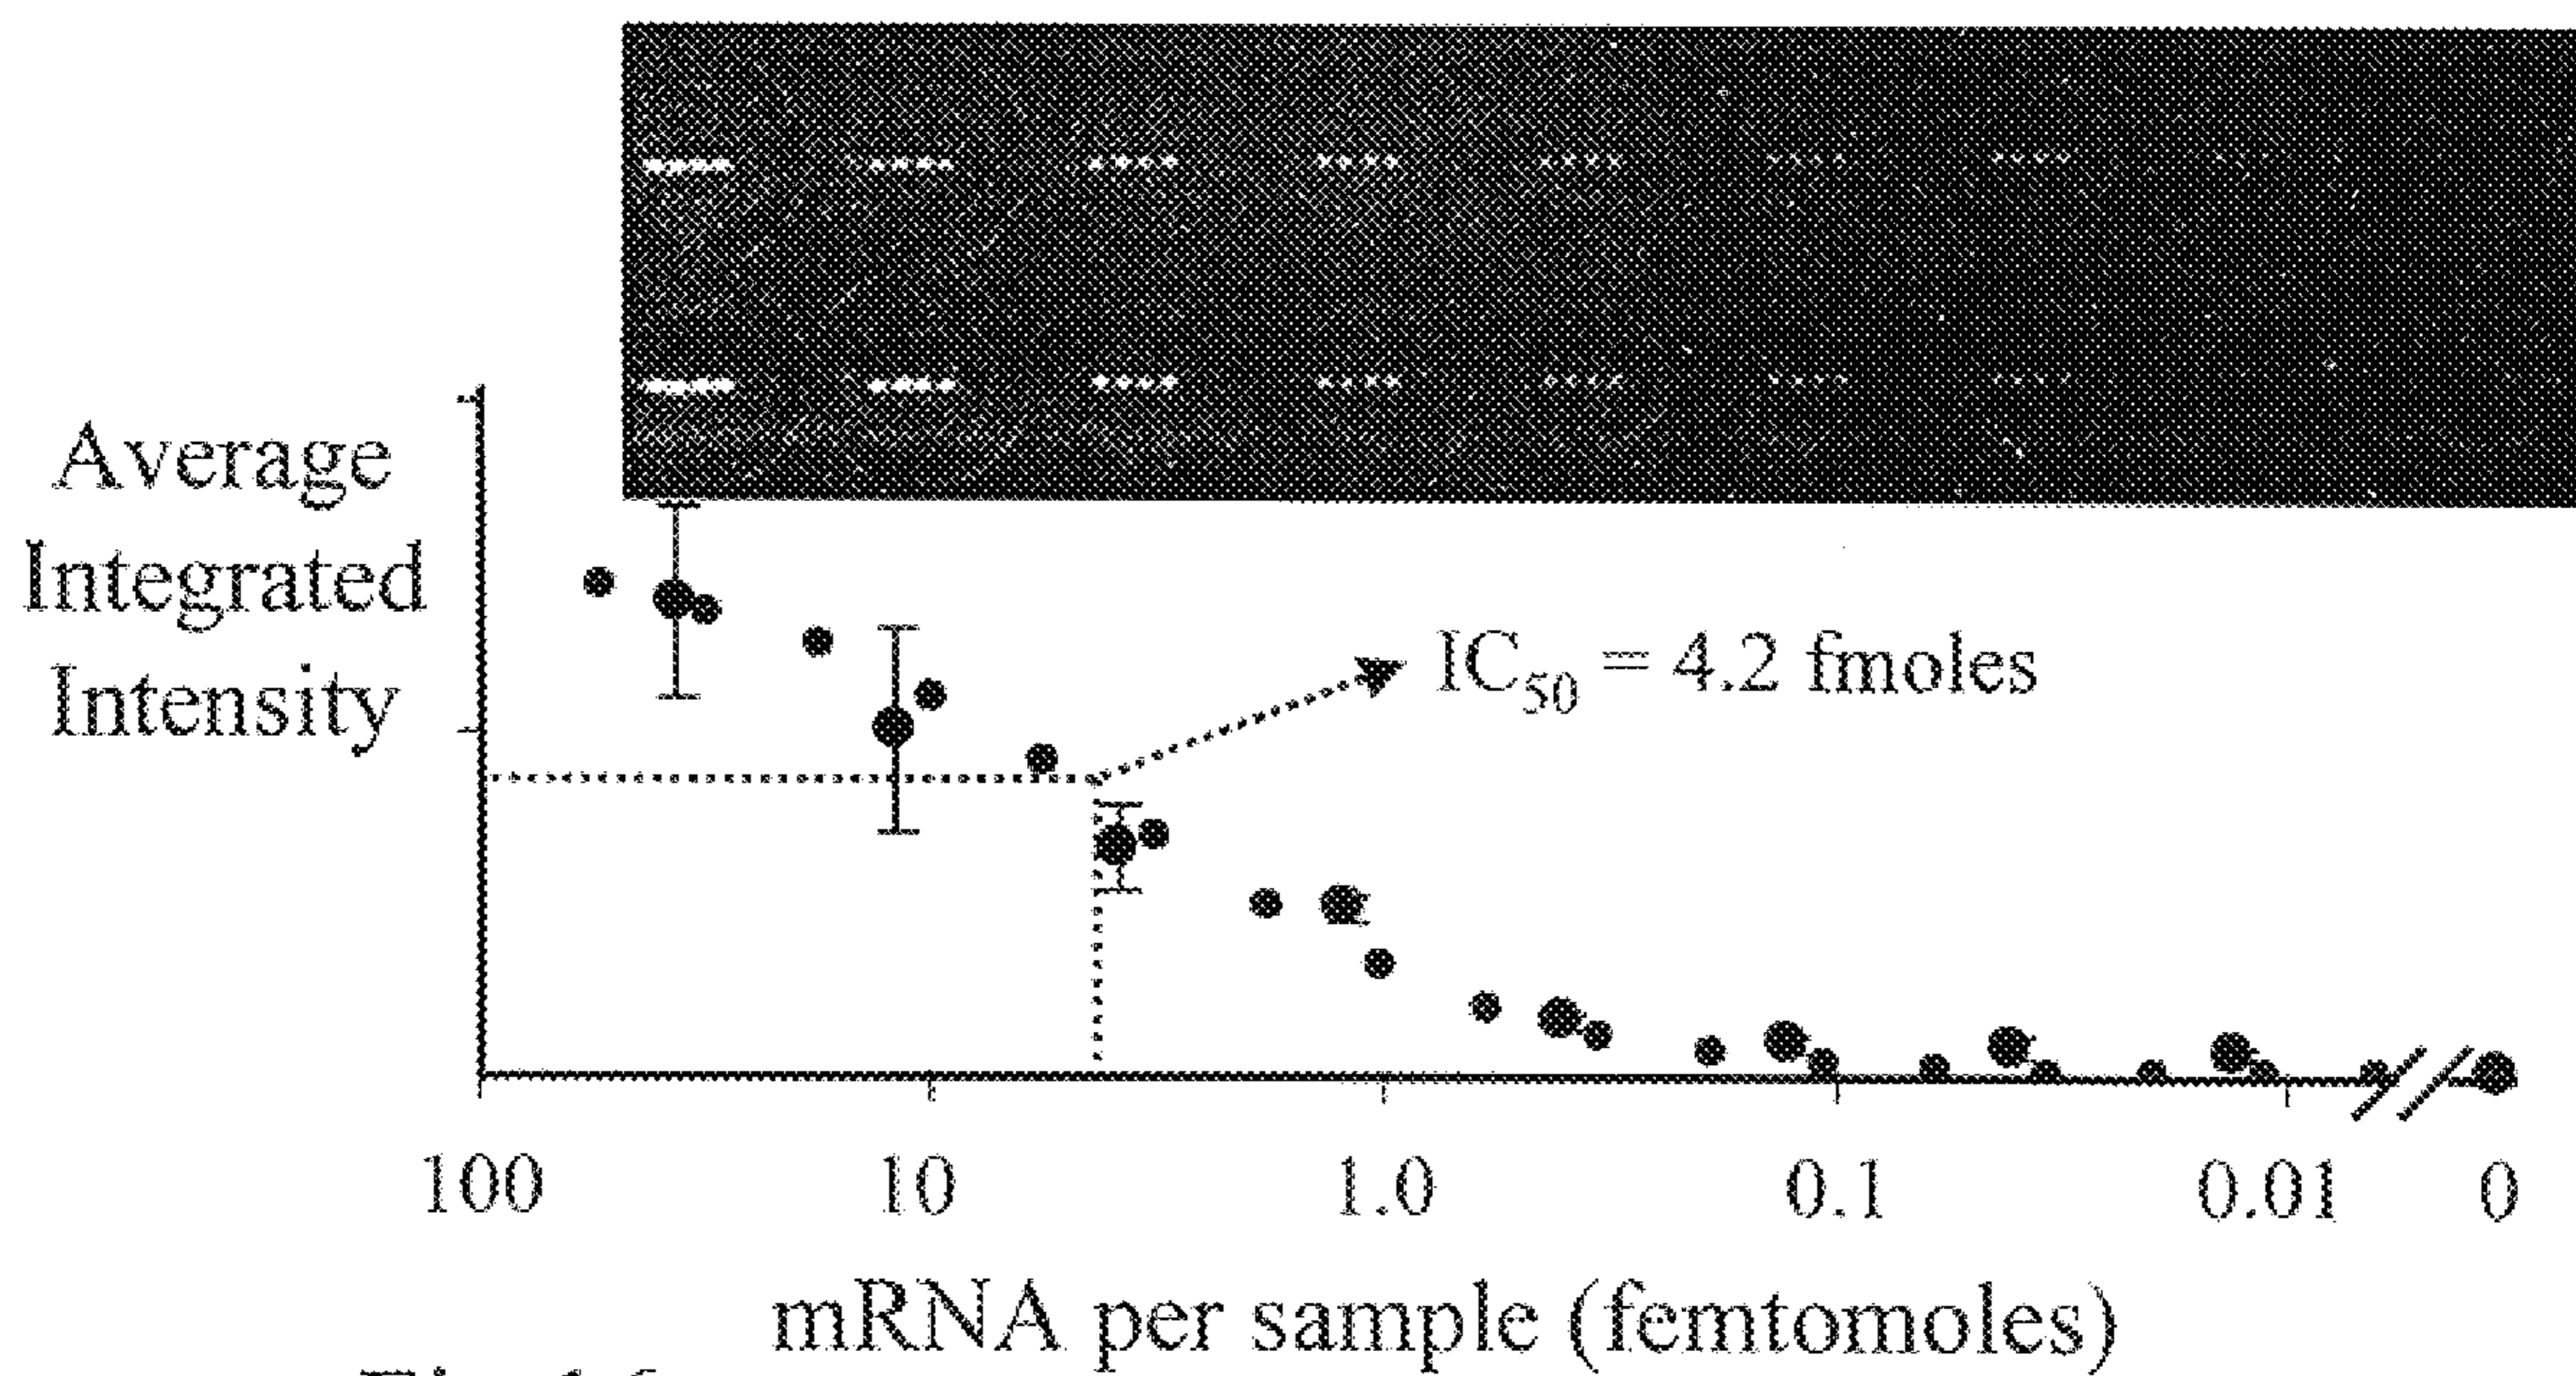 Average
Integrated
Intensity
IC50 = 4.2 fmoles
100 10 1.0 0.1 0.01 0
mRNA per sample (femtomoles)